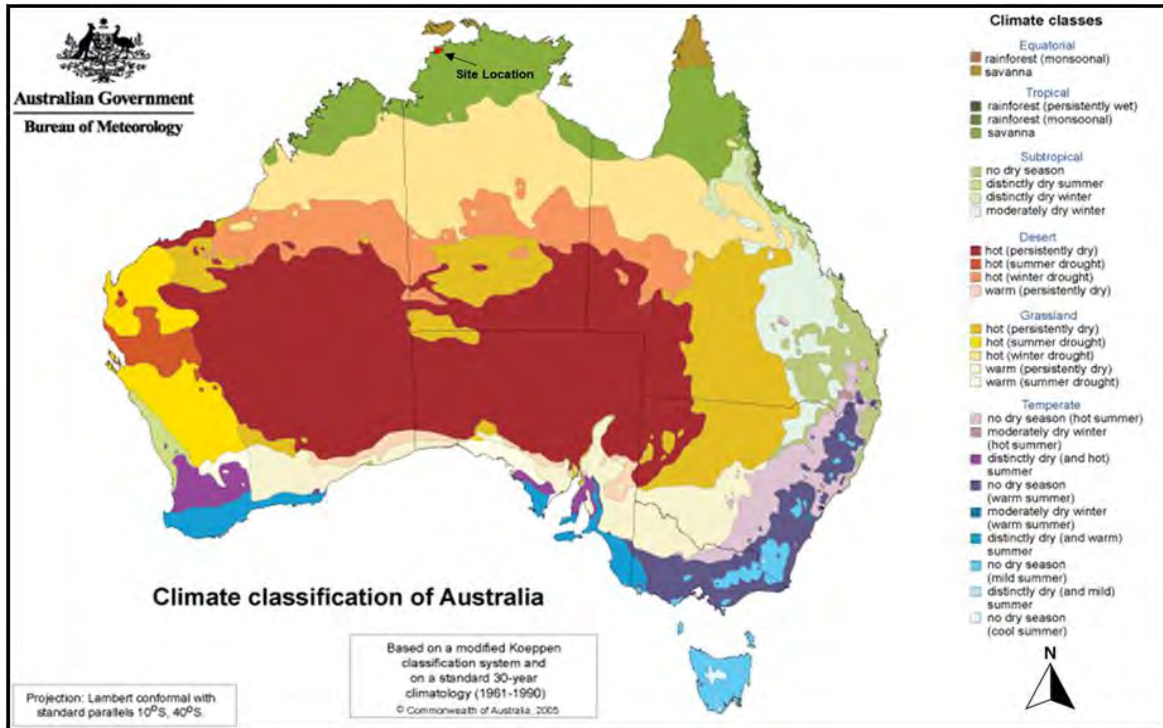 Australian Government
Bureau of Meteorology
Site Location
Climate classes
Equatorial
rainforest (monsoonal)
savanna
Tropical
rainforest (persistently wet)
rainforest (monsoonal)
savanna
Subtropical
no dry season
distinctly dry summer
distinctly dry winter
moderately dry winter
Desert
hot (persistently dry)
hot (summer drought)
hot (winter drought)
warm (persistently dry)
Grassland
hot (persistently dry)
hot (summer drought)
hot (winter drought)
warm (persistently dry)
warm (summer drought)
Temperate
no dry season (hot summer)
moderately dry winter
(hot summer)
distinctly dry (and hot)
summer
no dry season
(warm summer)
moderately dry winter
(warm summer)
distinctly dry (and warm)
summer
no dry season
(mild summer)
distinctly dry (and mild)
summer
no dry season
(cool summer)
N
Climate classification of Australia
Based on a modified Koeppen
classification system and
on a standard 30-year
climatology (1961-1990)
© Commonwealth of Australia, 2005
Projection: Lambert conformal with
standard parallels 10°S, 40°S.